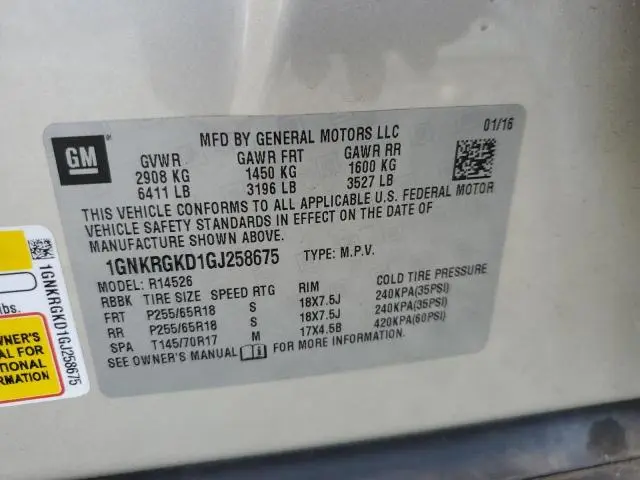 GM
MFD BY GENERAL MOTORS LLC
01/16
GVWR GAWR FRT GAWR RR
2908 KG 1450 KG 1600 KG
6411 LB 3196 LB 3527 LB
THIS VEHICLE CONFORMS TO ALL APPLICABLE U.S. FEDERAL MOTOR
VEHICLE SAFETY STANDARDS IN EFFECT ON THE DATE OF
MANUFACTURE SHOWN ABOVE.
1GNKRGKD1GJ258675 TYPE: M.P.V.
MODEL: R14526
RBBK TIRE SIZE SPEED RTG RIM COLD TIRE PRESSURE
FRT P255/65R18 S 18X7.5J 240KPA(35PSI)
RR P255/65R18 S 18X7.5J 240KPA(35PSI)
SPA T145/70R17 M 17X4.5B 420KPA(60PSI)
SEE OWNER'S MANUAL i FOR MORE INFORMATION.
lbs.
WNER'S
AL FOR
TIONAL
RMATION
1GNKRGKD1GJ258675